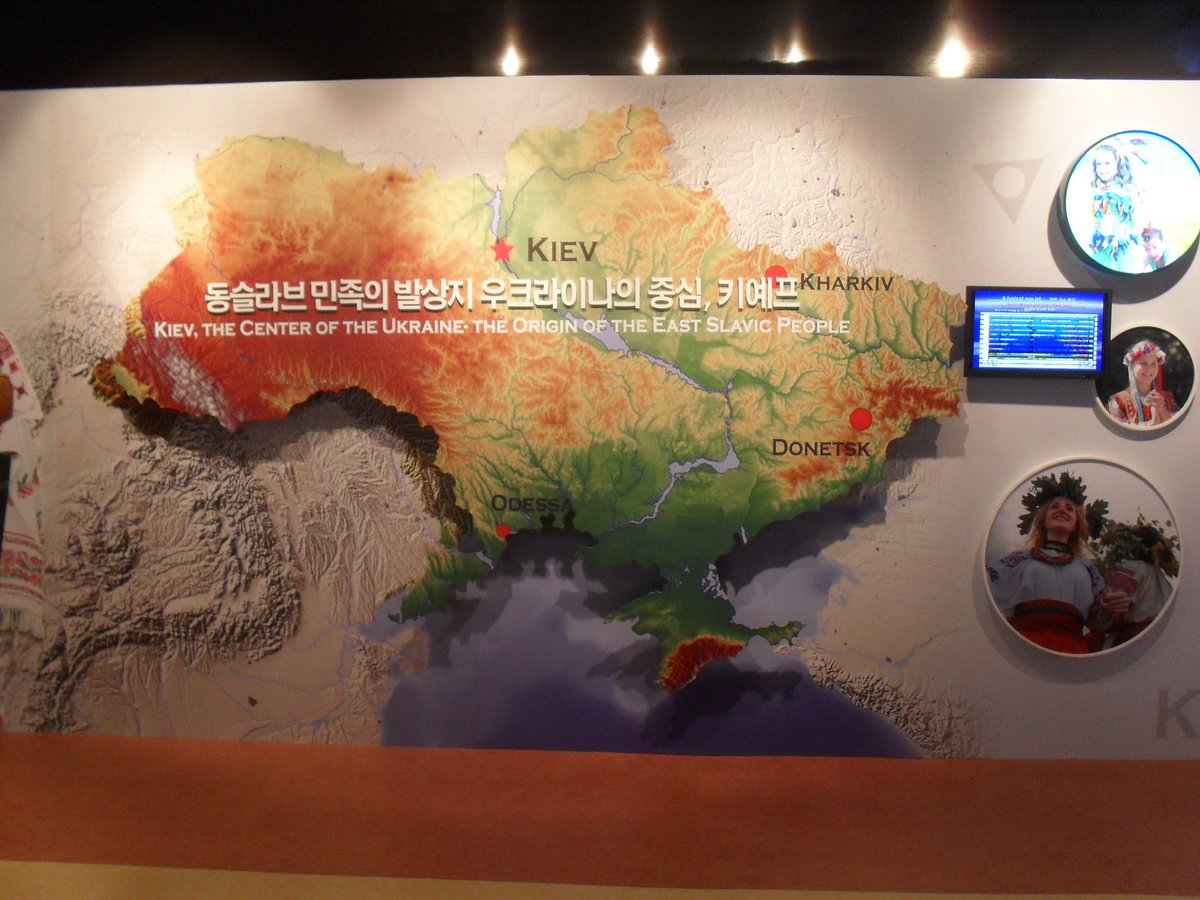 KIEV
KHARKIV
동슬라브 민족의 발상지 우크라이나의 중심, 키예프
KIEV, THE CENTER OF THE UKRAINE- THE ORIGIN OF THE EAST SLAVIC PEOPLE
DONETSK
ODESSA
K